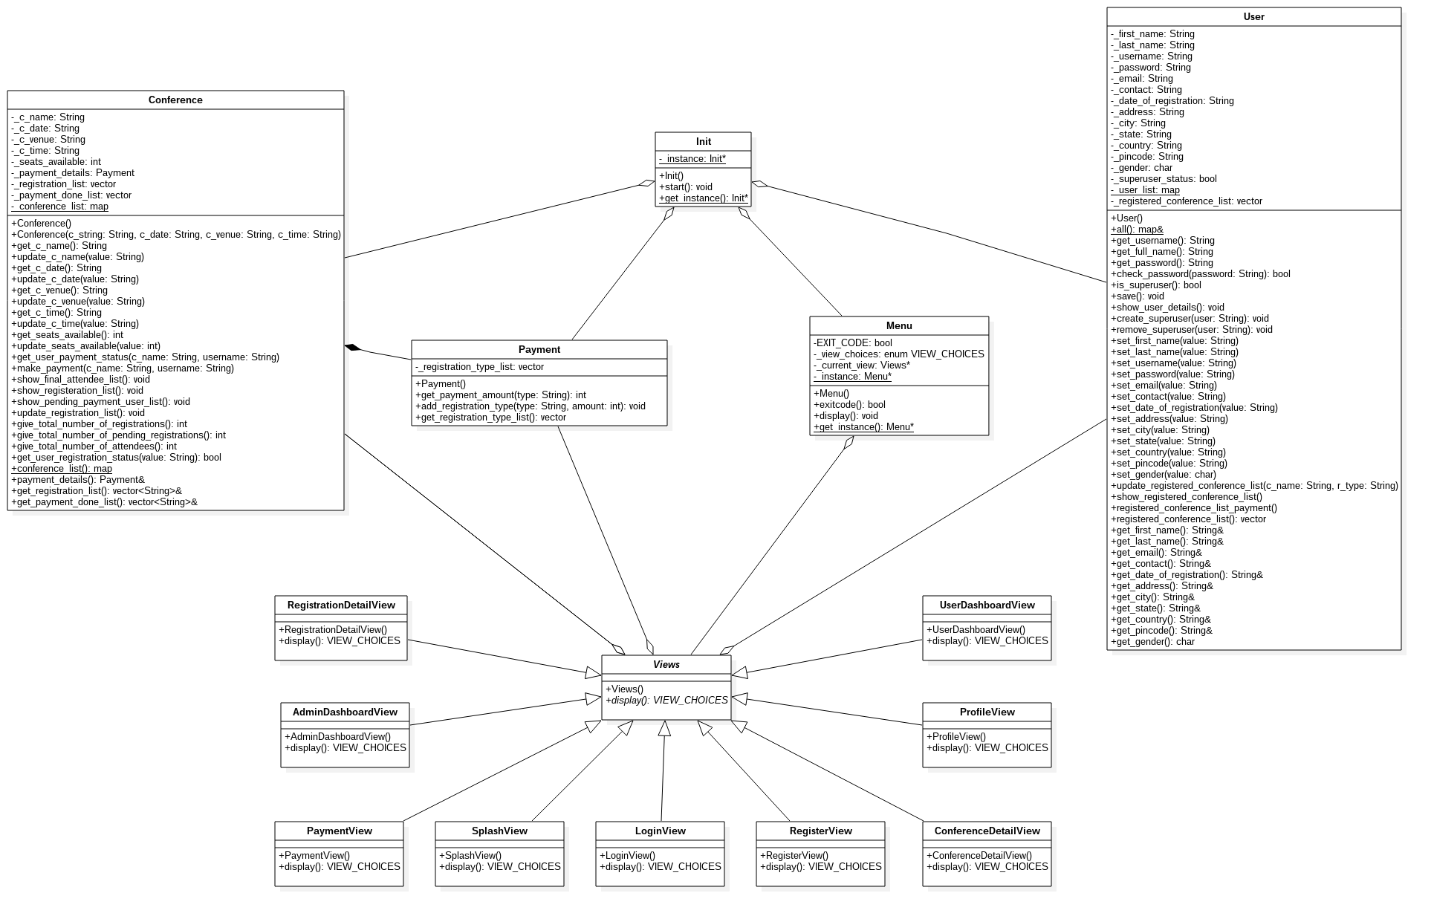 User
-_first_name: String
-_last_name: String
-_username: String
-_password: String
-_email: String
-_contact: String
-_date_of_registration: String
-_address: String
-_city: String
-_state: String
-_country: String
-_pincode: String
-_gender: char
-_superuser_status: bool
-_user_list: map
-_registered_conference_list: vector
+User()
+all(): map&
+get_username(): String
+get_full_name(): String
+get_password(): String
+check_password(password: String): bool
+is_superuser(): bool
+save(): void
+show_user_details(): void
+create_superuser(user: String): void
+remove_superuser(user: String): void
+set_first_name(value: String)
+set_last_name(value: String)
+set_username(value: String)
+set_password(value: String)
+set_email(value: String)
+set_contact(value: String)
+set_date_of_registration(value: String)
+set_address(value: String)
+set_city(value: String)
+set_state(value: String)
+set_country(value: String)
+set_pincode(value: String)
+set_gender(value: char)
+update_registered_conference_list(c_name: String, r_type: String)
+show_registered_conference_list()
+registered_conference_list_payment()
+registered_conference_list(): vector
+get_first_name(): String&
+get_last_name(): String&
+get_email(): String&
+get_contact(): String&
+get_date_of_registration(): String&
+get_address(): String&
+get_city(): String&
+get_state(): String&
+get_country(): String&
+get_pincode(): String&
+get_gender(): char
Conference
-_c_name: String
-_c_date: String
-_c_venue: String
-_c_time: String
-_seats_available: int
-_payment_details: Payment
-_registration_list: vector
-_payment_done_list: vector
-_conference_list: map
+Conference()
+Conference(c_string: String, c_date: String, c_venue: String, c_time: String)
+get_c_name(): String
+update_c_name(value: String)
+get_c_date(): String
+update_c_date(value: String)
+get_c_venue(): String
+update_c_venue(value: String)
+get_c_time(): String
+update_c_time(value: String)
+get_seats_available(): int
+update_seats_available(value: int)
+get_user_payment_status(c_name: String, username: String)
+make_payment(c_name: String, username: String)
+show_final_attendee_list(): void
+show_registeration_list(): void
+show_pending_payment_user_list(): void
+update_registration_list(): void
+give_total_number_of_registrations(): int
+give_total_number_of_pending_registrations(): int
+give_total_number_of_attendees(): int
+get_user_registration_status(value: String): bool
+conference_list(): map
+payment_details(): Payment&
+get_registration_list(): vector<String>&
+get_payment_done_list(): vector<String>&
Init
-_instance: Init*
+Init()
+start(): void
+get_instance(): Init*
Menu
-EXIT_CODE: bool
-_view_choices: enum VIEW_CHOICES
-_current_view: Views*
-_instance: Menu*
+Menu()
+exitcode(): bool
+display(): void
+get_instance(): Menu*
Payment
-_registration_type_list: vector
+Payment()
+get_payment_amount(type: String): int
+add_registration_type(type: String, amount: int): void
+get_registration_type_list(): vector
RegistrationDetailView
+RegistrationDetailView()
+display(): VIEW_CHOICES
UserDashboardView
+UserDashboardView()
+display(): VIEW_CHOICES
Views
+Views()
+display(): VIEW_CHOICES
AdminDashboardView
+AdminDashboardView()
+display(): VIEW_CHOICES
ProfileView
+ProfileView()
+display(): VIEW_CHOICES
PaymentView
+PaymentView()
+display(): VIEW_CHOICES
SplashView
+SplashView()
+display(): VIEW_CHOICES
LoginView
+LoginView()
+display(): VIEW_CHOICES
RegisterView
+RegisterView()
+display(): VIEW_CHOICES
ConferenceDetailView
+ConferenceDetailView()
+display(): VIEW_CHOICES